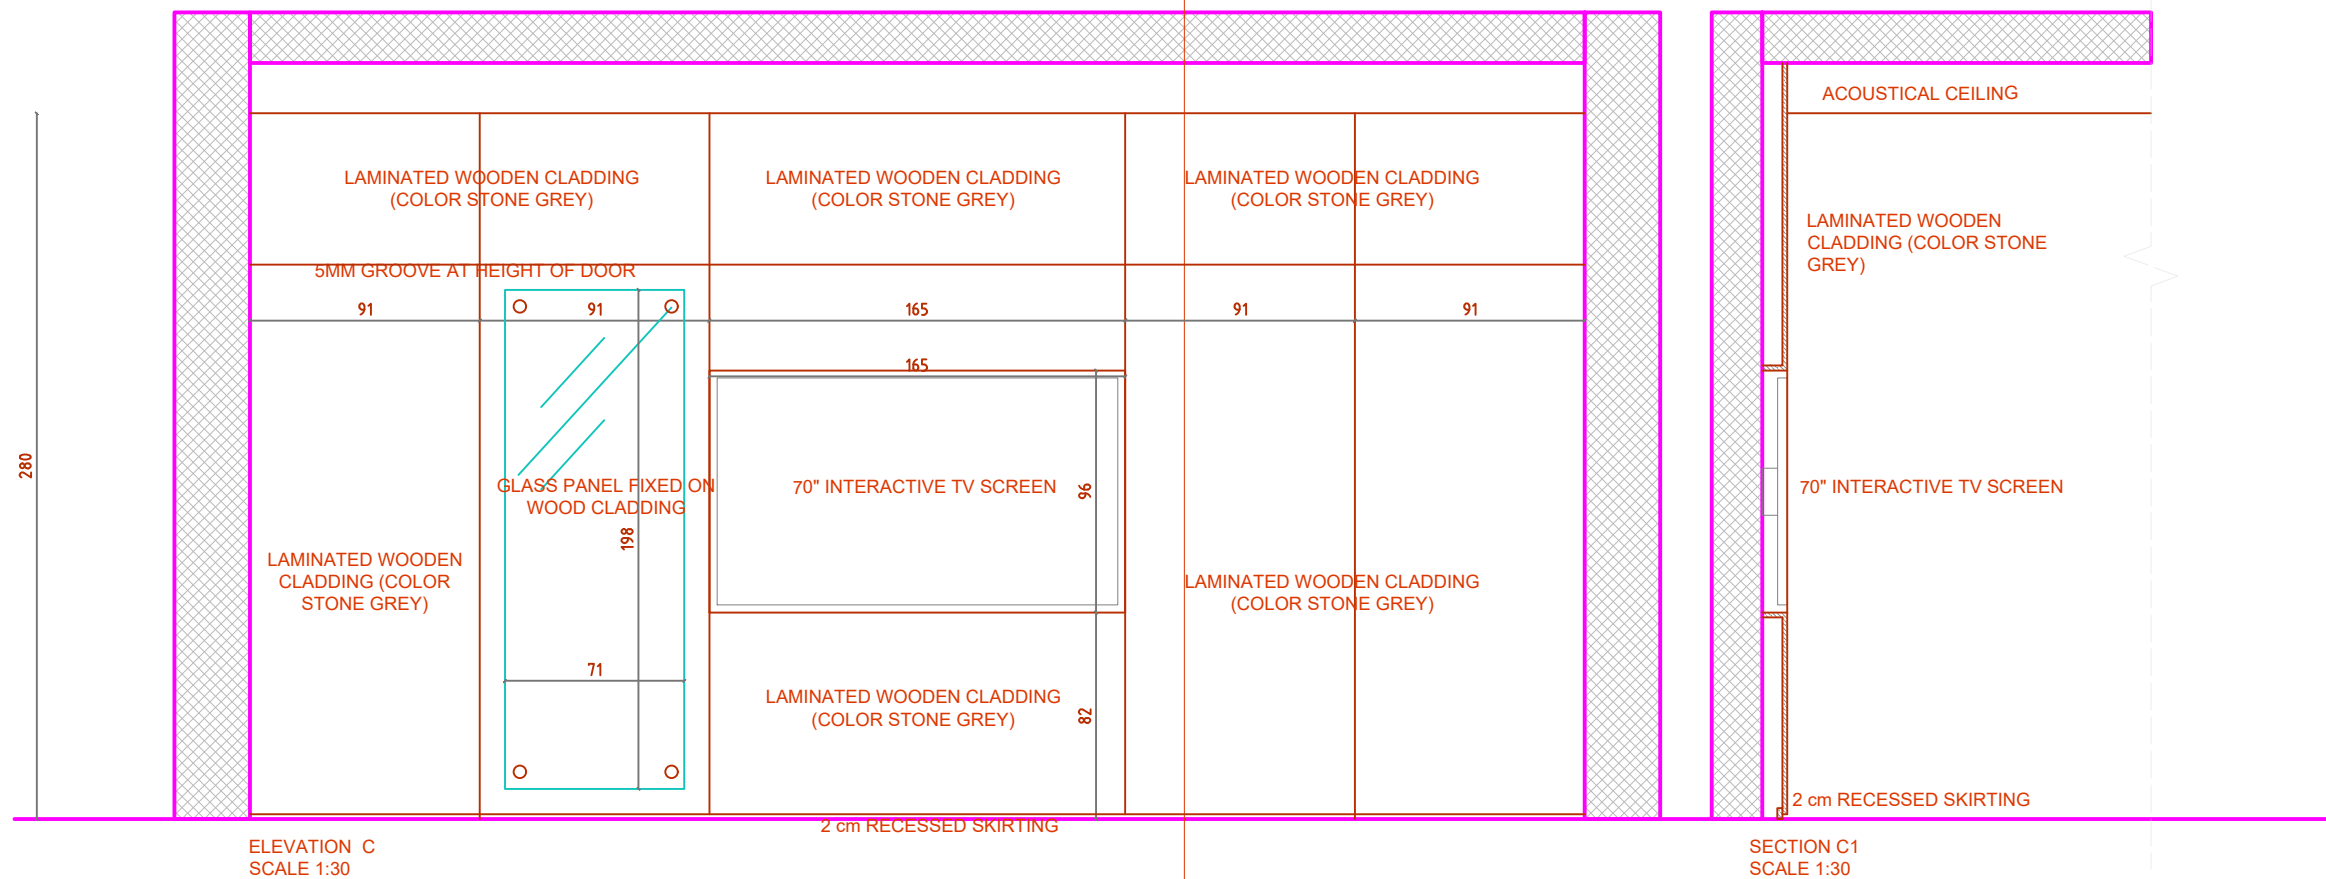 ACOUSTICAL CEILING
LAMINATED WOODEN CLADDING
(COLOR STONE GREY)
LAMINATED WOODEN CLADDING
(COLOR STONE GREY)
LAMINATED WOODEN CLADDING
(COLOR STONE GREY)
LAMINATED WOODEN
CLADDING (COLOR STONE
GREY)
5MM GROOVE AT HEIGHT OF DOOR
91
91
165
91
91
165
280
GLASS PANEL FIXED ON
WOOD CLADDING
198
70" INTERACTIVE TV SCREEN
96
70" INTERACTIVE TV SCREEN
LAMINATED WOODEN
CLADDING (COLOR
STONE GREY)
LAMINATED WOODEN CLADDING
(COLOR STONE GREY)
71
LAMINATED WOODEN CLADDING
(COLOR STONE GREY)
82
2 cm RECESSED SKIRTING
2 cm RECESSED SKIRTING
ELEVATION C
SCALE 1:30
SECTION C1
SCALE 1:30